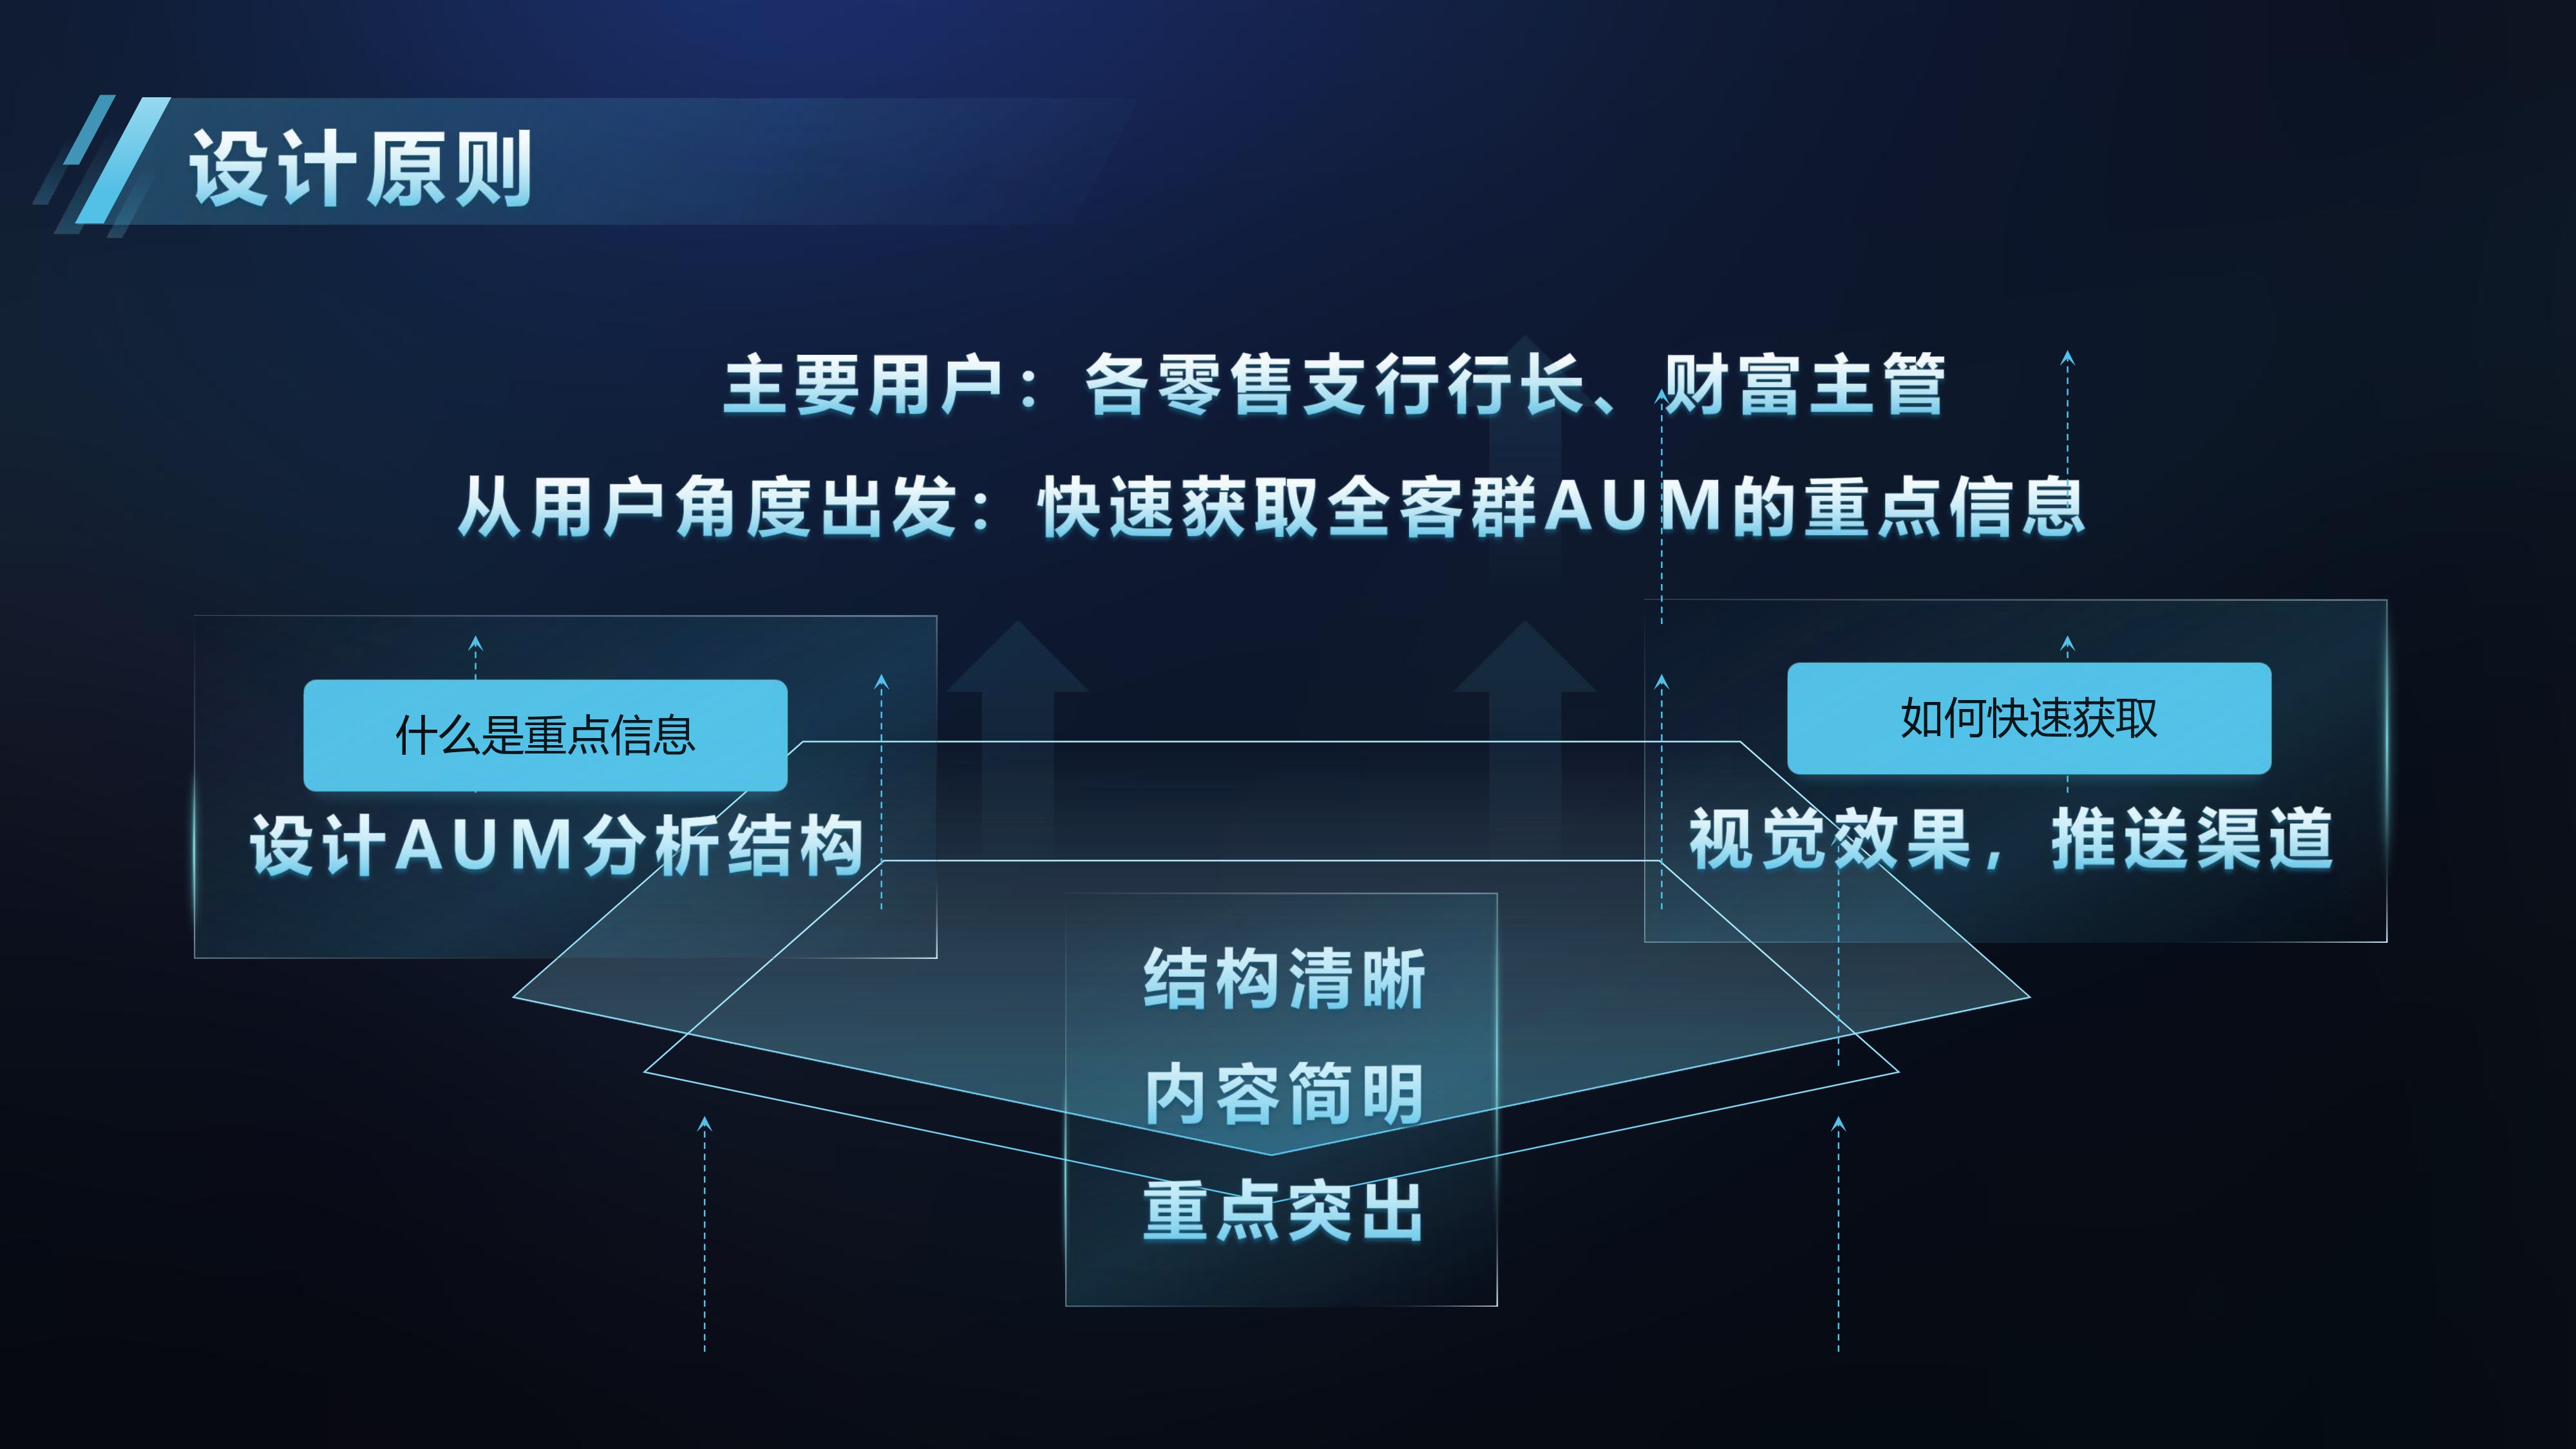 设计原则
主要用户：各零售支行行长、财富主管
从用户角度出发：快速获取全客群AUM的重点信息
什么是重点信息
设计AUM分析结构
如何快速获取
视觉效果，推送渠道
结构清晰
内容简明
重点突出